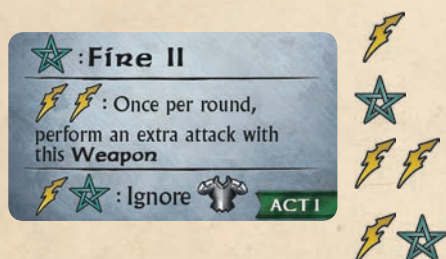 : Fire II
: Once per round,
perform an extra attack with
this Weapon
: Ignore
ACT I